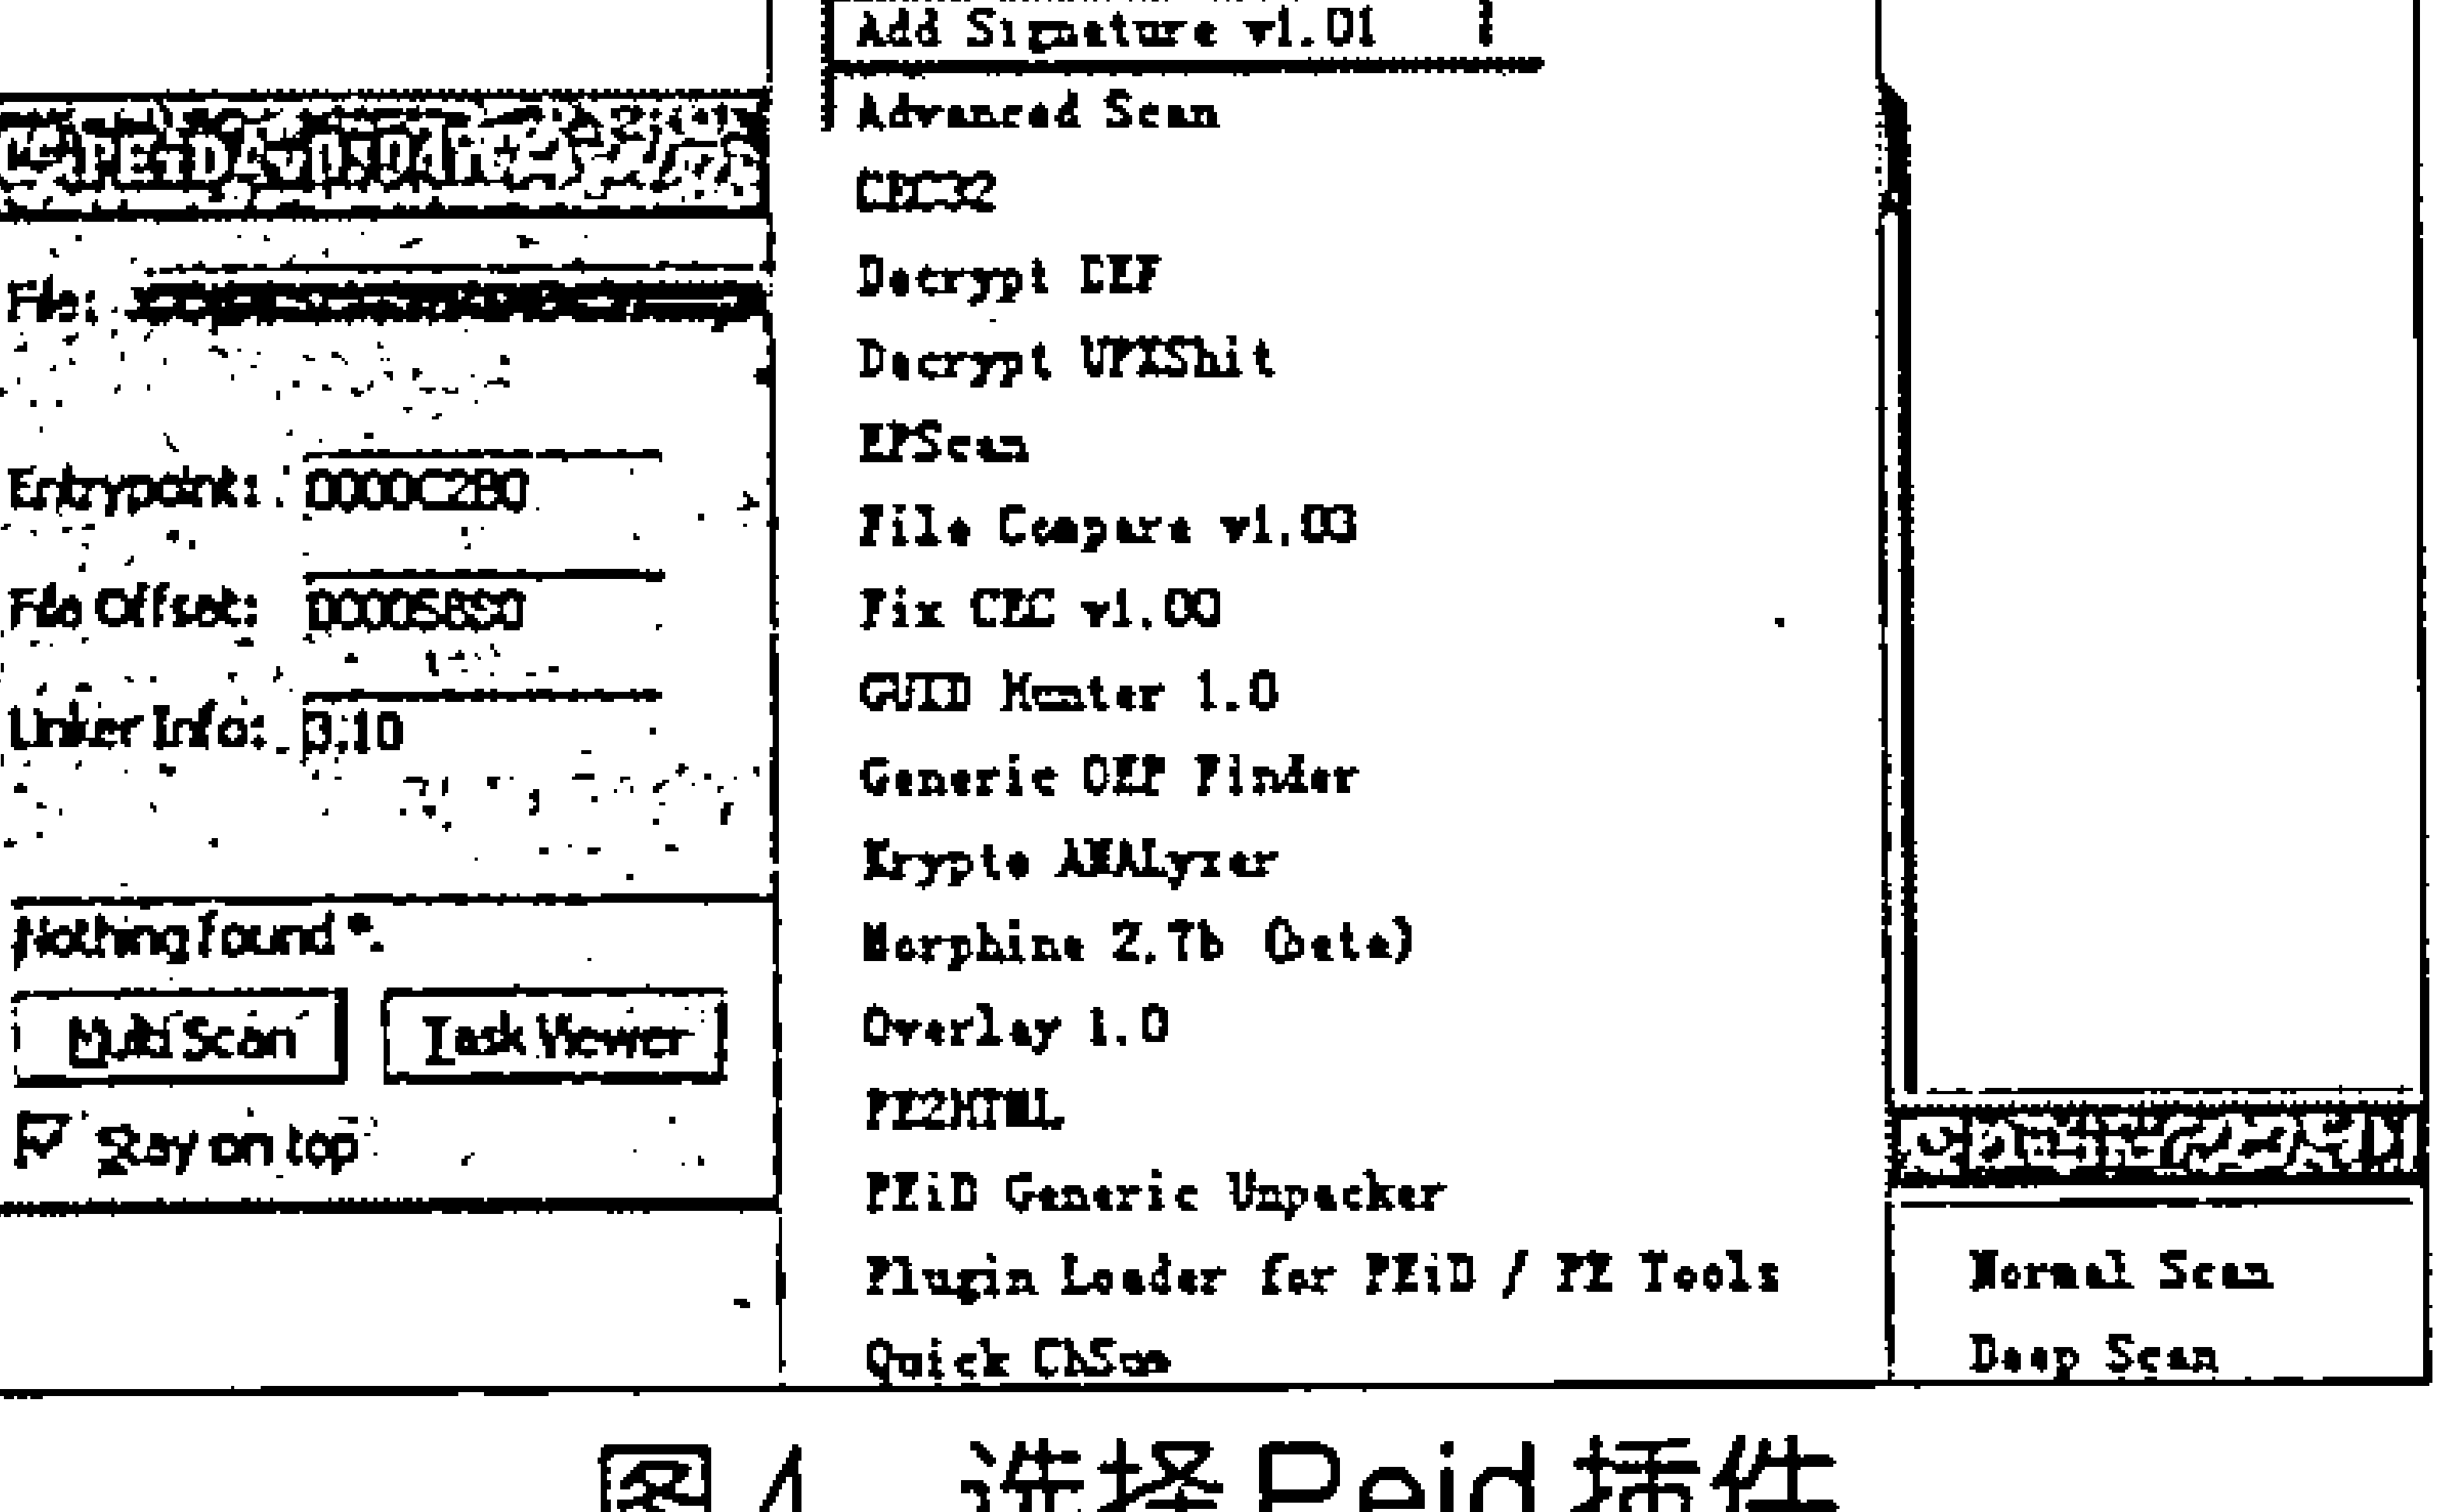 Add Signature v1.01
Advanced Scan
CRC32
File:
Decrypt CEF
Decrypt UPXShit
EPScan
Entrypoint: 0000C2B0
File Compare v1.03
File Offset:
Fix CRC v1.00
GUID Hunter 1.0
Linker Info: 3.10
Generic OEP Finder
Krypto ANALyzer
Nothing found *.
Morphine 2.7b (beta)
Multi Scan
Task Viewer
Overlay 1.0
PE2HTML
Stay on top
PEiD Generic Unpacker
Plugin Loader for PEiD / PE Tools
Normal Scan
Quick ChSum
Deep Scan
图4 选择Peid插件